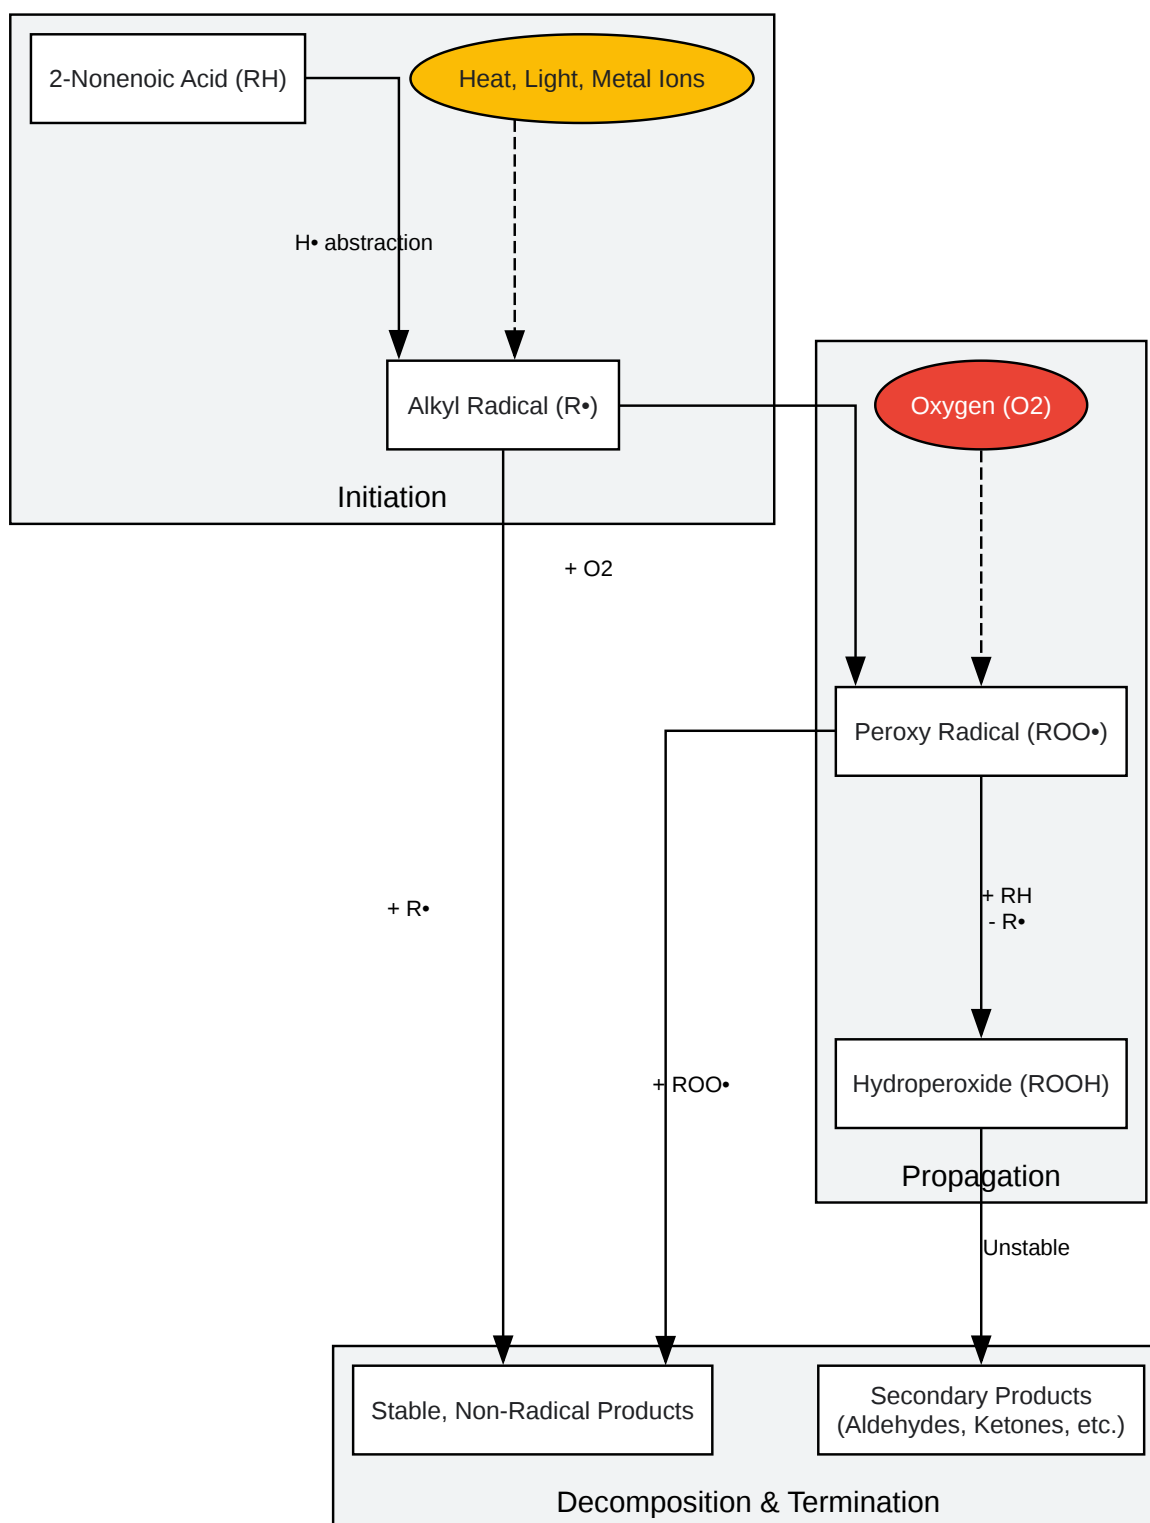 2-Nonenoic Acid (RH)
Heat, Light, Metal Ions
H• abstraction
Alkyl Radical (R•)
Oxygen (O2)
Initiation
+ O2
Peroxy Radical (ROO•)
+ RH
- R•
+ R•
Hydroperoxide (ROOH)
+ ROO•
Propagation
Unstable
Stable, Non-Radical Products
Secondary Products
(Aldehydes, Ketones, etc.)
Decomposition & Termination